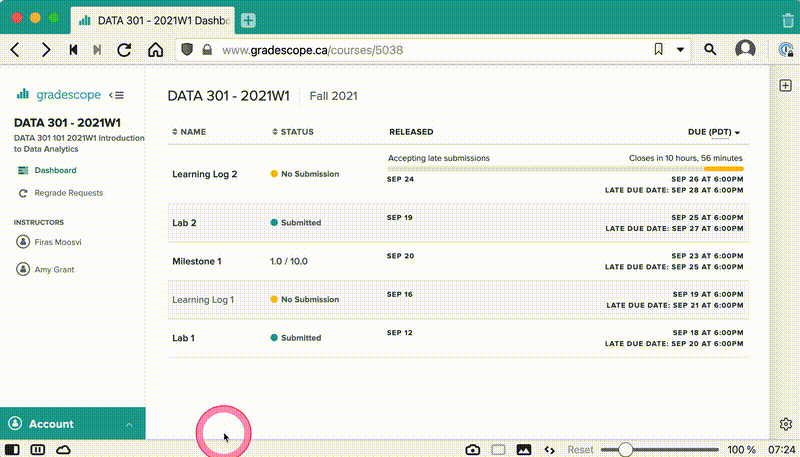 DATA 301 - 2021W1 Dashbo
www.gradescope.ca/courses/5038
gradescope
DATA 301 - 2021W1
DATA 301 101 2021W1 Introduction
to Data Analytics
Dashboard
Regrade Requests
INSTRUCTORS
Firas Moosvi
Amy Grant
Account
DATA 301 - 2021W1 Fall 2021
NAME STATUS RELEASED DUE (PDT)
Accepting late submissions Closes in 10 hours, 56 minutes
Learning Log 2 No Submission SEP 24 SEP 26 AT 6:00PM
LATE DUE DATE: SEP 28 AT 6:00PM
Lab 2 Submitted SEP 19 SEP 25 AT 6:00PM
LATE DUE DATE: SEP 27 AT 6:00PM
Milestone 1 1.0 / 10.0 SEP 20 SEP 23 AT 6:00PM
LATE DUE DATE: SEP 25 AT 6:00PM
Learning Log 1 No Submission SEP 16 SEP 19 AT 6:00PM
LATE DUE DATE: SEP 21 AT 6:00PM
Lab 1 Submitted SEP 12 SEP 18 AT 6:00PM
LATE DUE DATE: SEP 20 AT 6:00PM
Reset 100 % 07:24